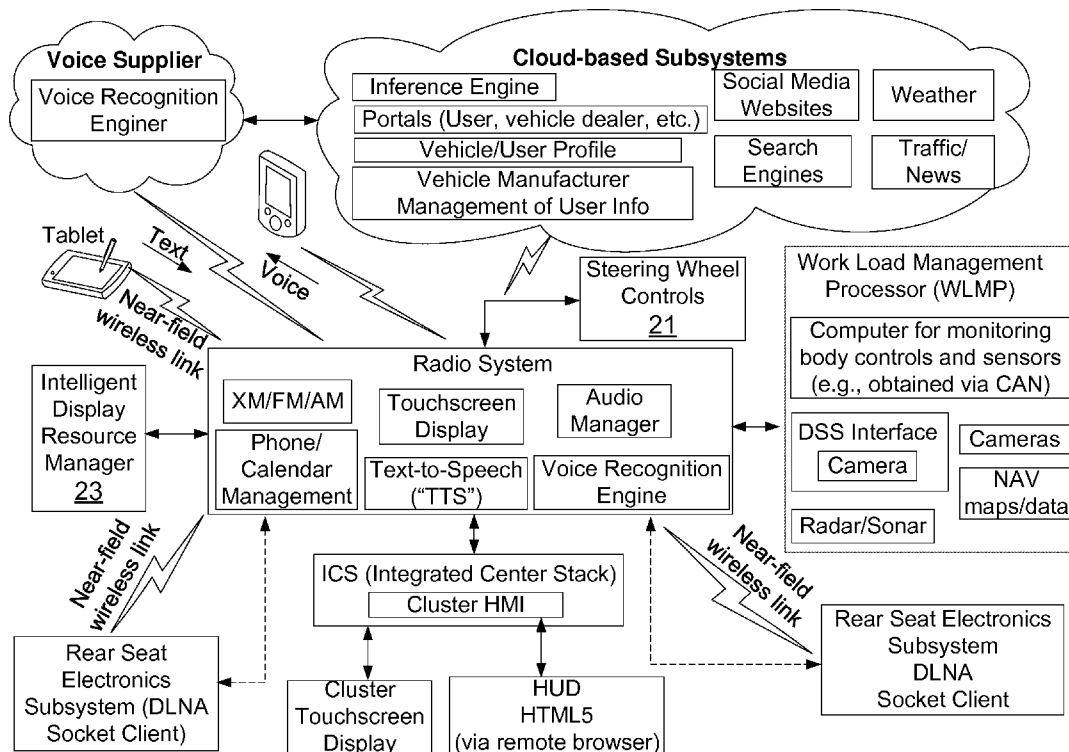 Voice Supplier
Voice Recognition
Enginer
Cloud-based Subsystems
Inference Engine
Portals (User, vehicle dealer, etc.)
Vehicle/User Profile
Vehicle Manufacturer
Management of User Info
Social Media
Websites
Weather
Search
Engines
Traffic/
News
Tablet
Text
Voice
Near-field
wireless link
Steering Wheel
Controls
21
Work Load Management
Processor (WLMP)
Computer for monitoring
body controls and sensors
(e.g., obtained via CAN)
DSS Interface
Camera
Cameras
NAV
maps/data
Radar/Sonar
Intelligent
Display
Resource
Manager
23
Radio System
XM/FM/AM
Touchscreen
Display
Audio
Manager
Phone/
Calendar
Management
Text-to-Speech
(“TTS”)
Voice Recognition
Engine
Near-field
wireless link
Near-field
wireless link
ICS (Integrated Center Stack)
Cluster HMI
Rear Seat
Electronics
Subsystem (DLNA
Socket Client)
Cluster
Touchscreen
Display
HUD
HTML5
(via remote browser)
Rear Seat Electronics
Subsystem
DLNA
Socket Client